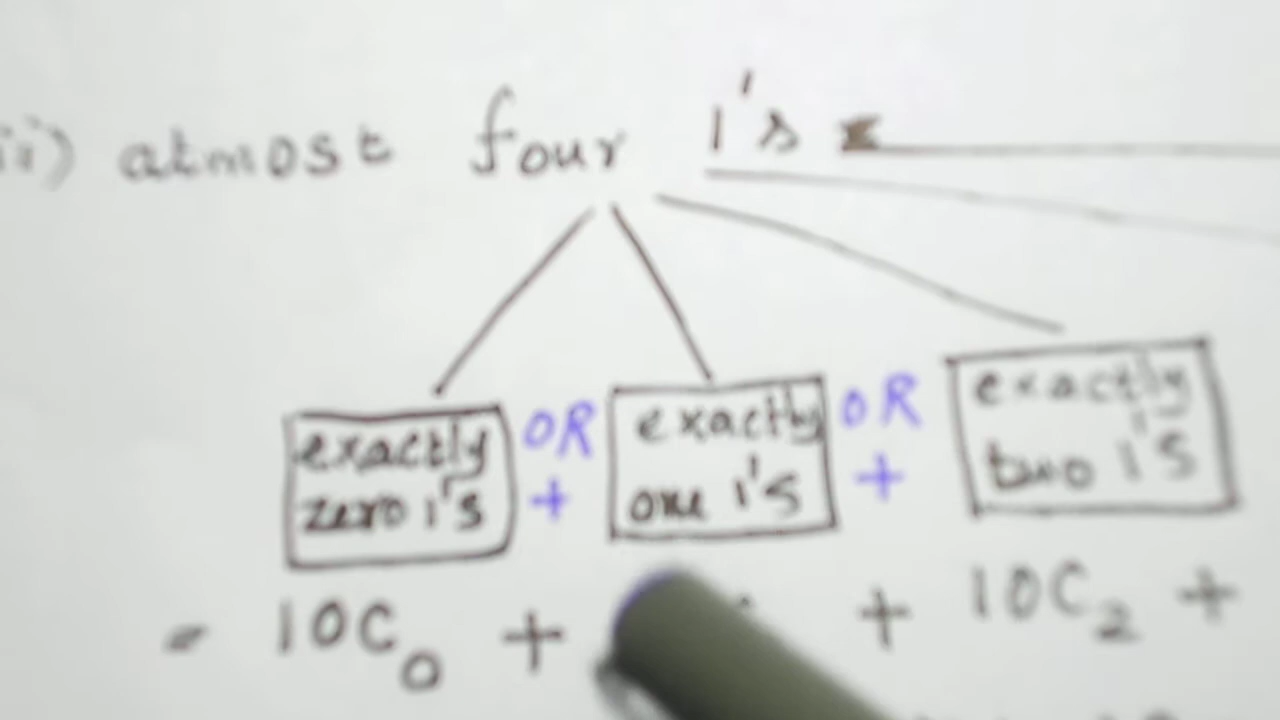 ii) atmost four 1's
exactly zero 1's OR + exactly one 1's OR + exactly two 1's
= 10C0 + + 10C2 +